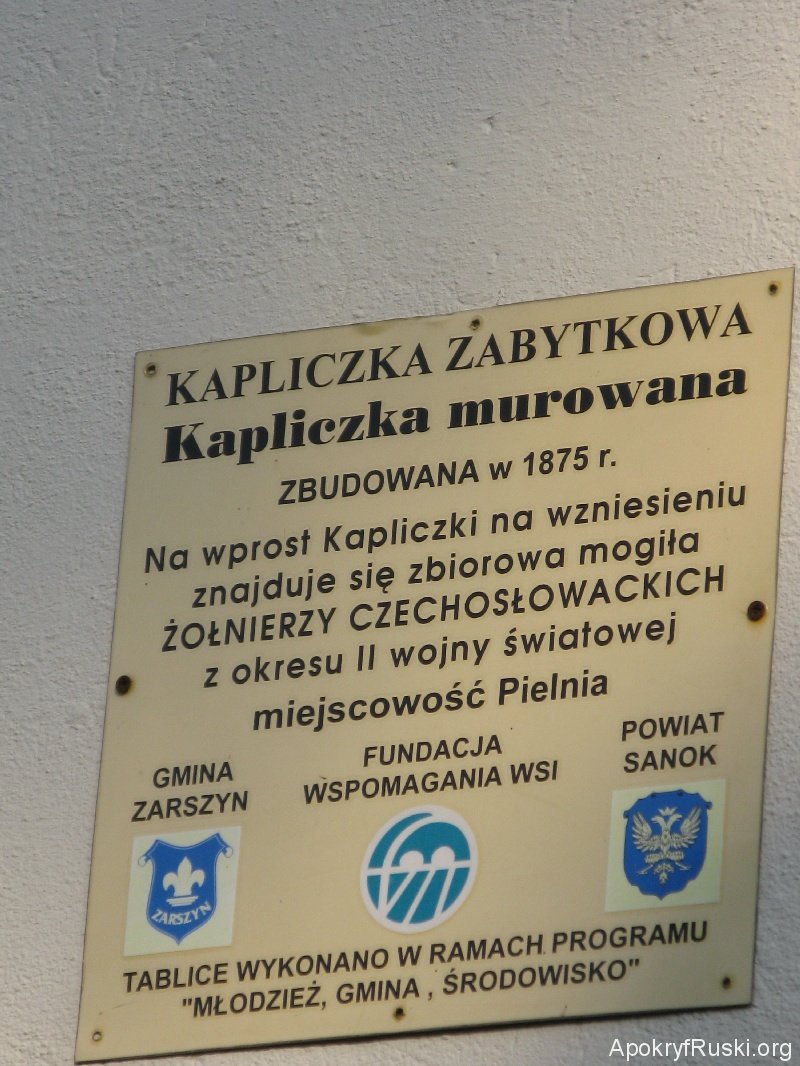 KAPLICZKA ZABYTKOWA
Kapliczka murowana
ZBUDOWANA w 1875 r.
Na wprost Kapliczki na wzniesieniu
znajduje się zbiorowa mogiła
ŻOŁNIERZY CZECHOSŁOWACKICH
z okresu II wojny światowej
miejscowość Pielnia
GMINA
ZARSZYN
FUNDACJA
WSPOMAGANIA WSI
POWIAT
SANOK
ZARSZYN
TABLICE WYKONANO W RAMACH PROGRAMU
"MŁODZIEŻ, GMINA , ŚRODOWISKO"
ApokryfRuski.org